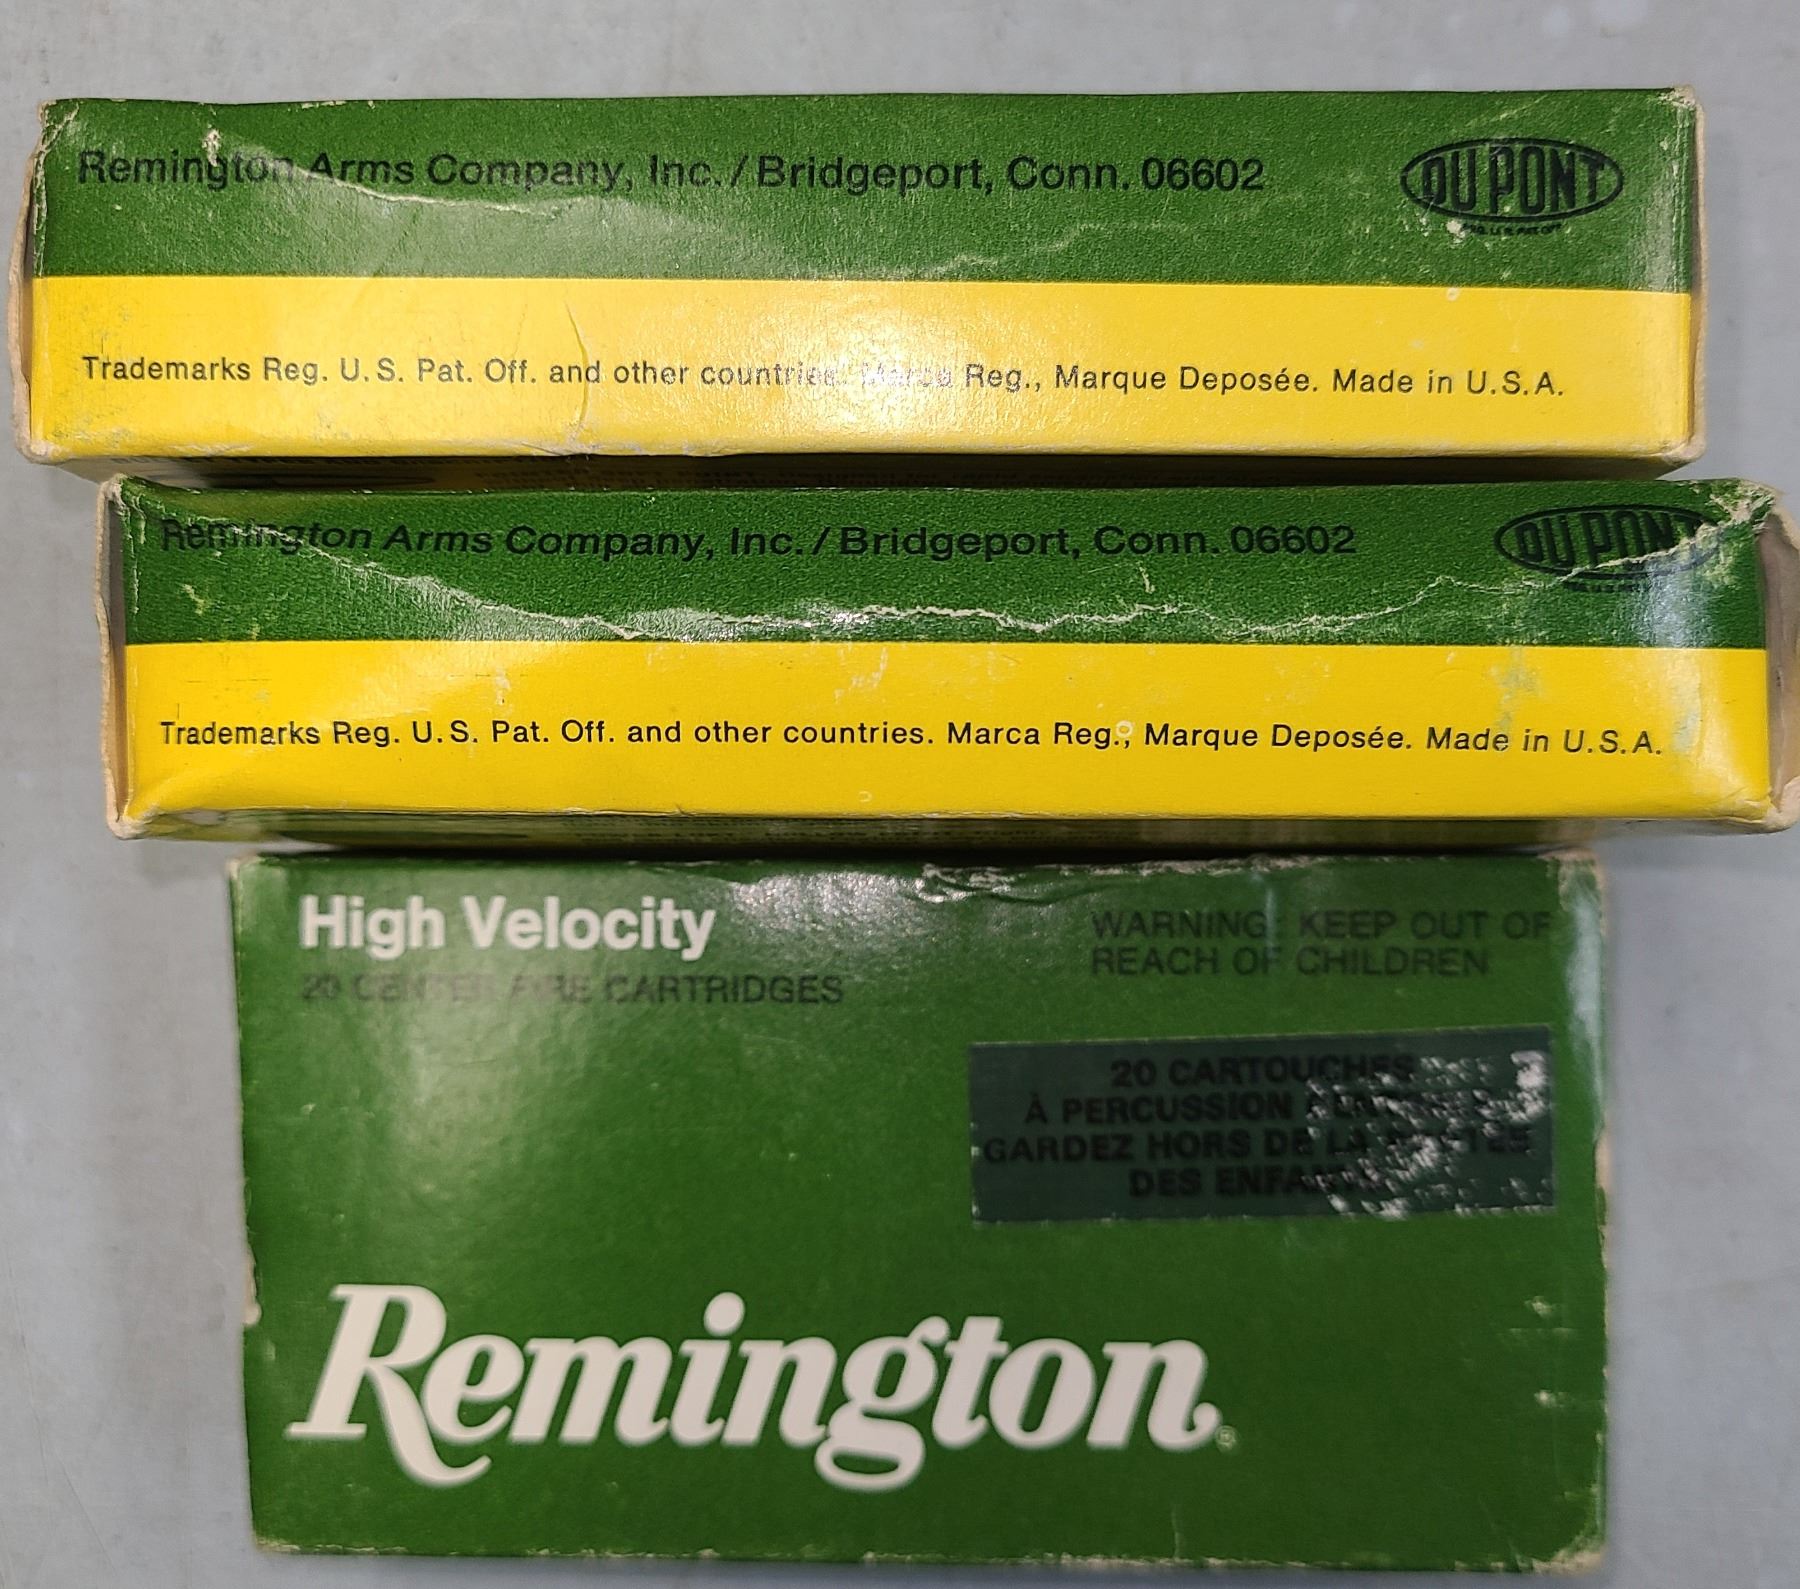 Remington Arms Company, Inc. / Bridgeport, Conn. 06602
DU PONT
Trademarks Reg. U.S. Pat. Off. and other countries. Marca Reg., Marque Deposée. Made in U.S.A.
Remington Arms Company, Inc. / Bridgeport, Conn. 06602
DU PONT
Trademarks Reg. U.S. Pat. Off. and other countries. Marca Reg., Marque Deposée. Made in U.S.A.
High Velocity
20 CENTER FIRE CARTRIDGES
WARNING: KEEP OUT OF
REACH OF CHILDREN
20 CARTOUCHES
À PERCUSSION
GARDEZ HORS DE LA
DES ENFANTS
Remington®